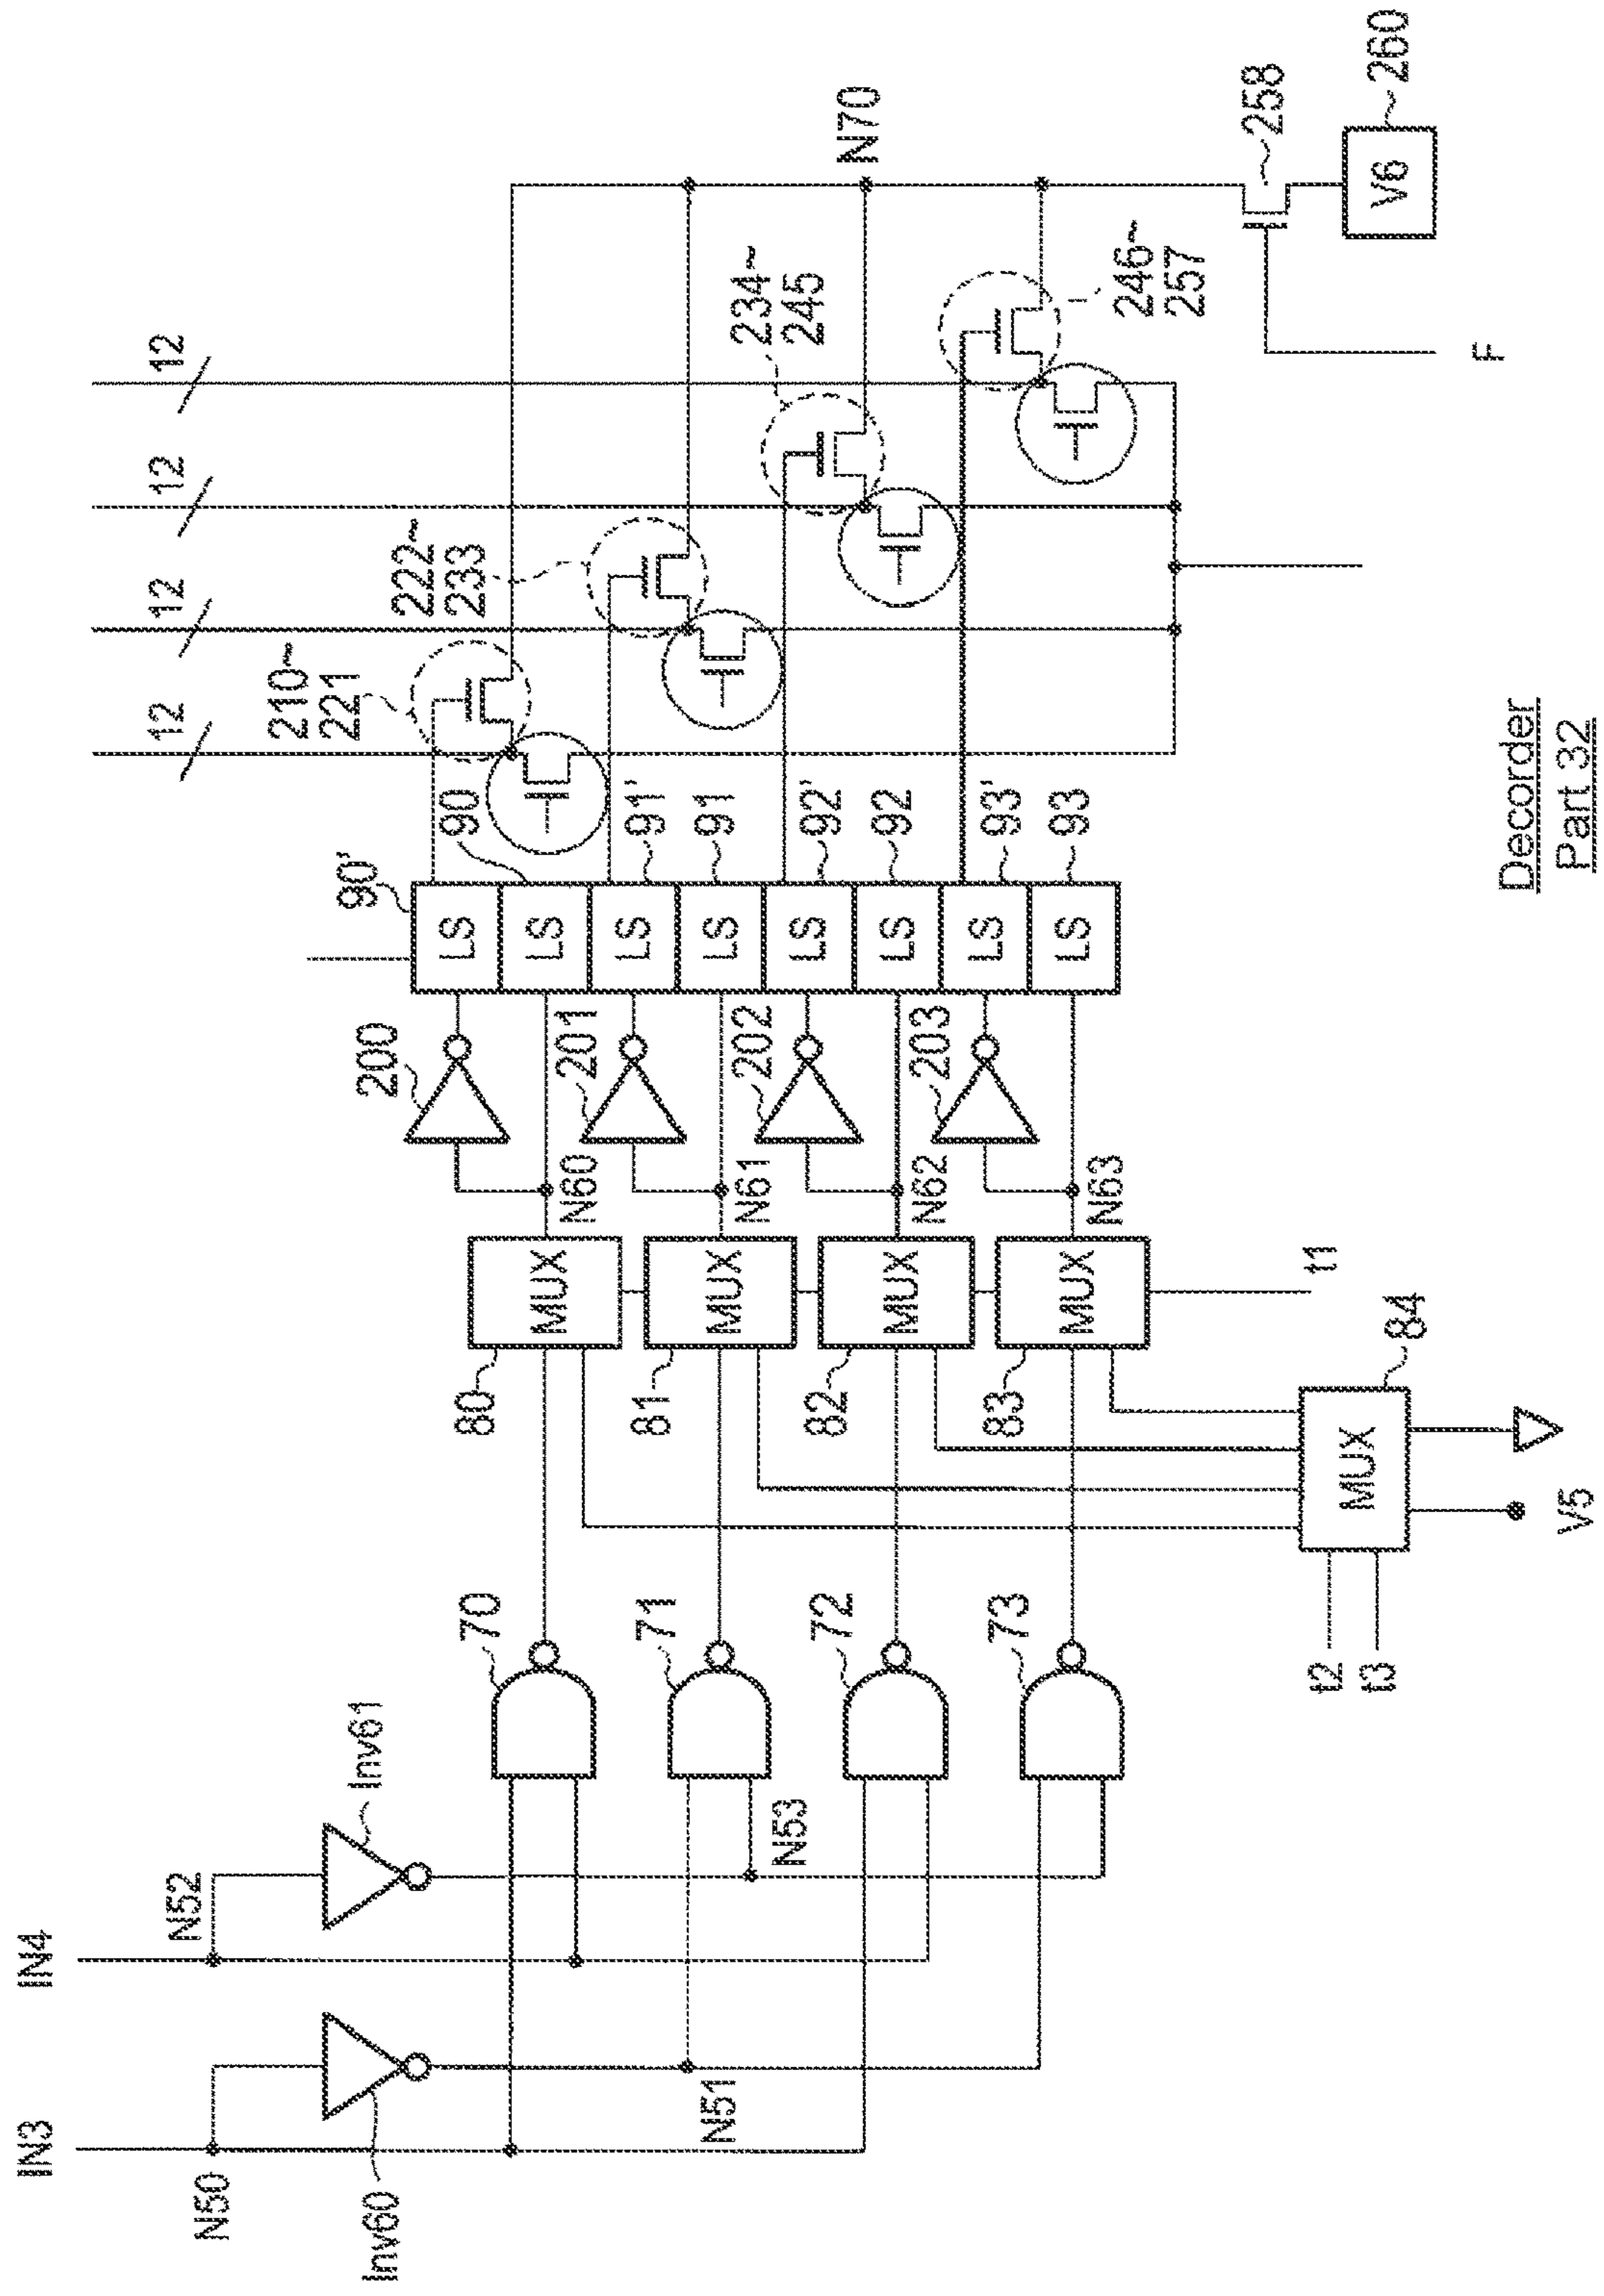 IN3
IN4
N50
N52
Inv60
Inv61
N51
N53
70
71
72
73
80
81
82
83
MUX
MUX
MUX
MUX
t1
MUX
84
t2
t3
V5
N60
N61
N62
N63
200
201
202
203
90'
LS
LS
LS
LS
LS
LS
LS
LS
90
91'
91
92'
92
93'
93
12
12
12
12
210~
221
222~
233
234~
245
246~
257
N70
258
V6
260
F
Decorder
Part 32